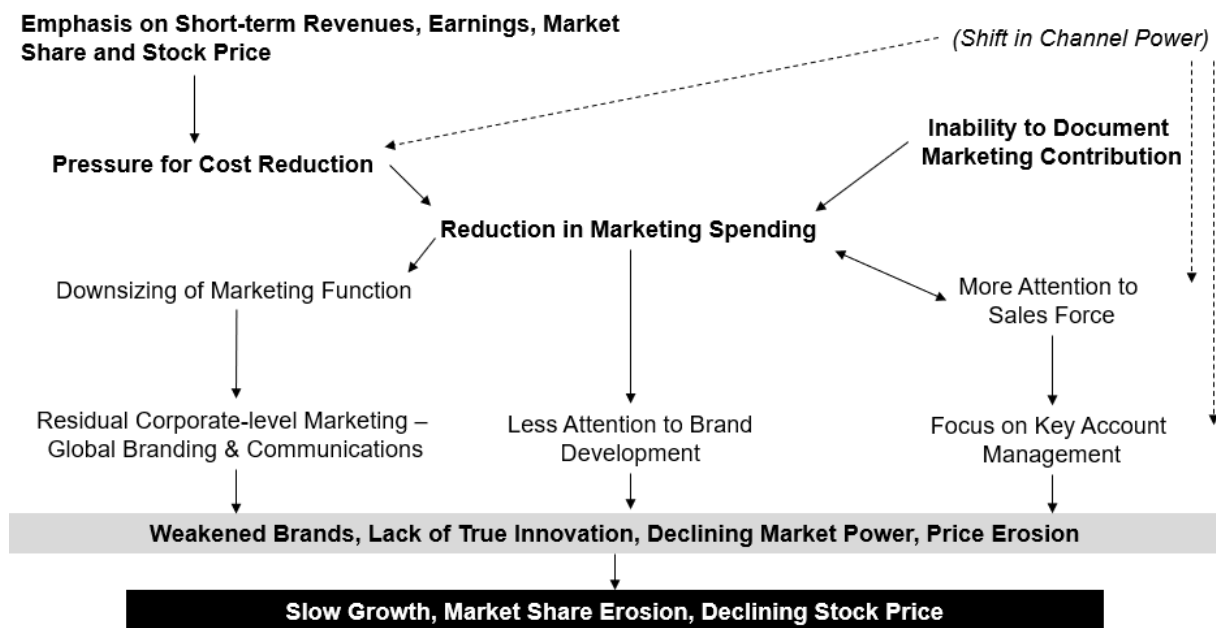 Emphasis on Short-term Revenues, Earnings, Market
Share and Stock Price
(Shift in Channel Power)
Inability to Document
Marketing Contribution
Pressure for Cost Reduction
Reduction in Marketing Spending
Downsizing of Marketing Function
More Attention to
Sales Force
Residual Corporate-level Marketing –
Global Branding & Communications
Less Attention to Brand
Development
Focus on Key Account
Management
Weakened Brands, Lack of True Innovation, Declining Market Power, Price Erosion
Slow Growth, Market Share Erosion, Declining Stock Price